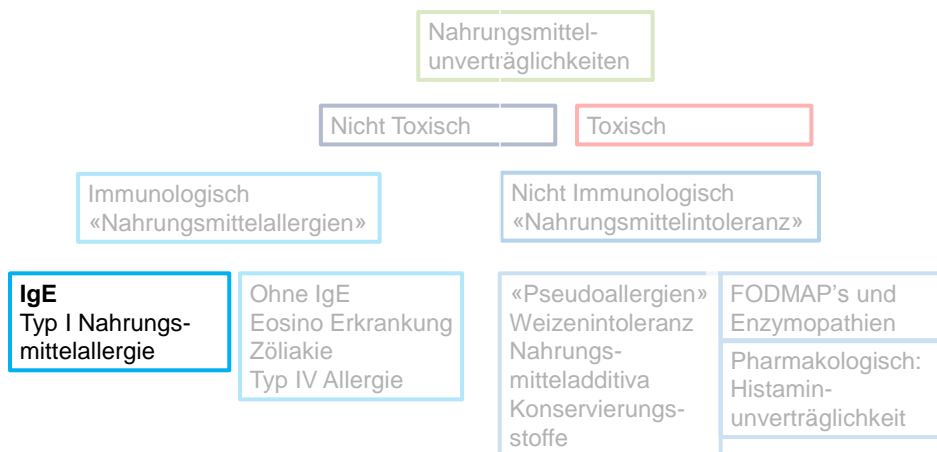 Nahrungsmittel-
unverträglichkeiten
Nicht Toxisch
Toxisch
Immunologisch
«Nahrungsmittelallergien»
Nicht Immunologisch
«Nahrungsmittelintoleranz»
IgE
Typ I Nahrungs-
mittelallergie
Ohne IgE
Eosino Erkrankung
Zöliakie
Typ IV Allergie
«Pseudoallergien»
Weizenintoleranz
Nahrungs-
mitteladditiva
Konservierungs-
stoffe
FODMAP's und
Enzymopathien
Pharmakologisch:
Histamin-
unverträglichkeit